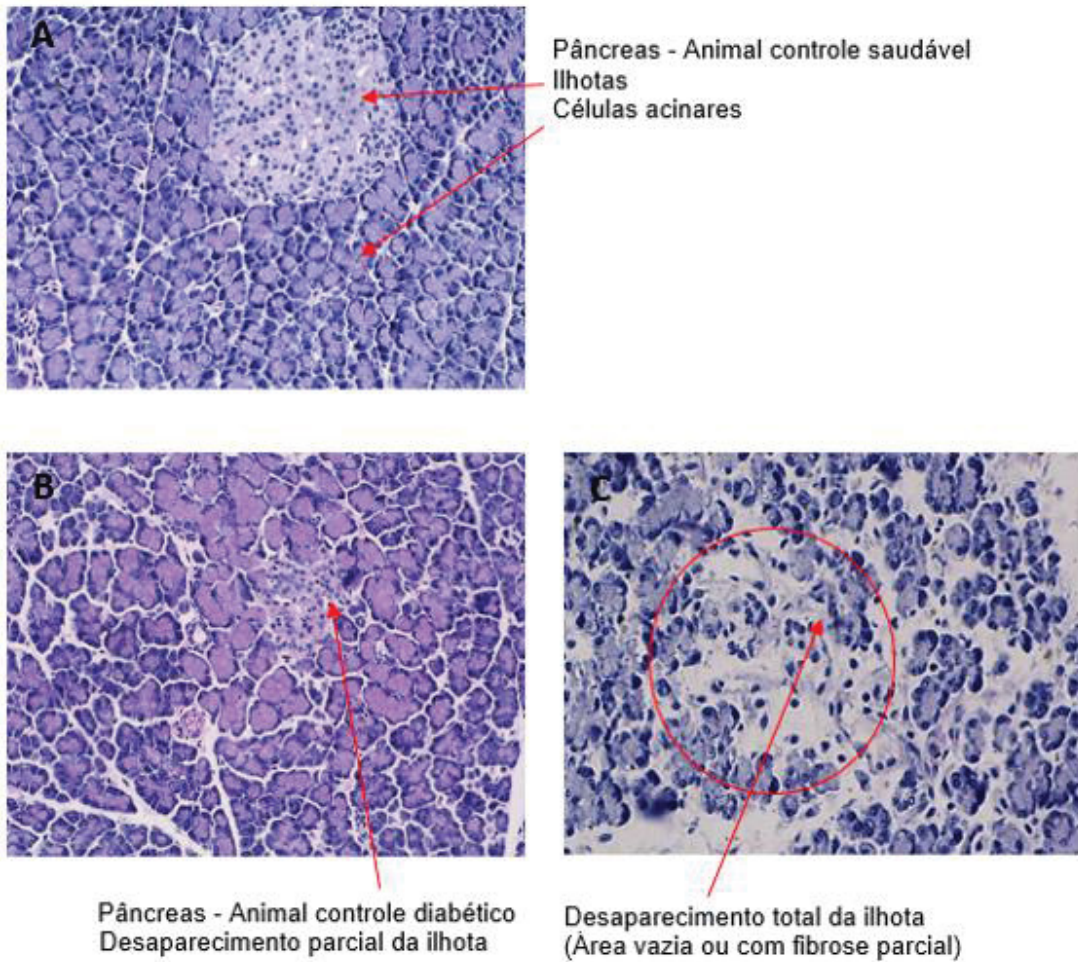 A
Pâncreas - Animal controle saudável
Ilhotas
Células acinares
B
C
Pâncreas - Animal controle diabético
Desaparecimento parcial da ilhota
Desaparecimento total da ilhota
(Área vazia ou com fibrose parcial)